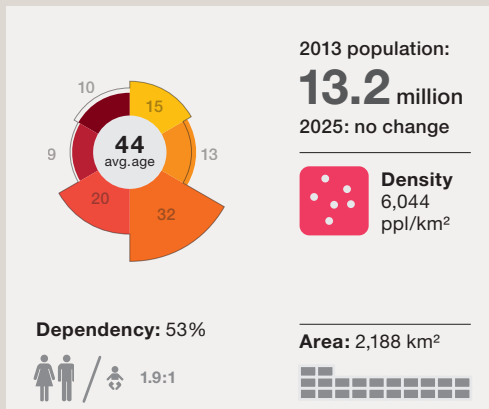 10
15
9
44
avg.age
13
20
32
2013 population:
13.2 million
2025: no change
Density
6,044
ppl/km²
Dependency: 53%
1.9:1
Area: 2,188 km²